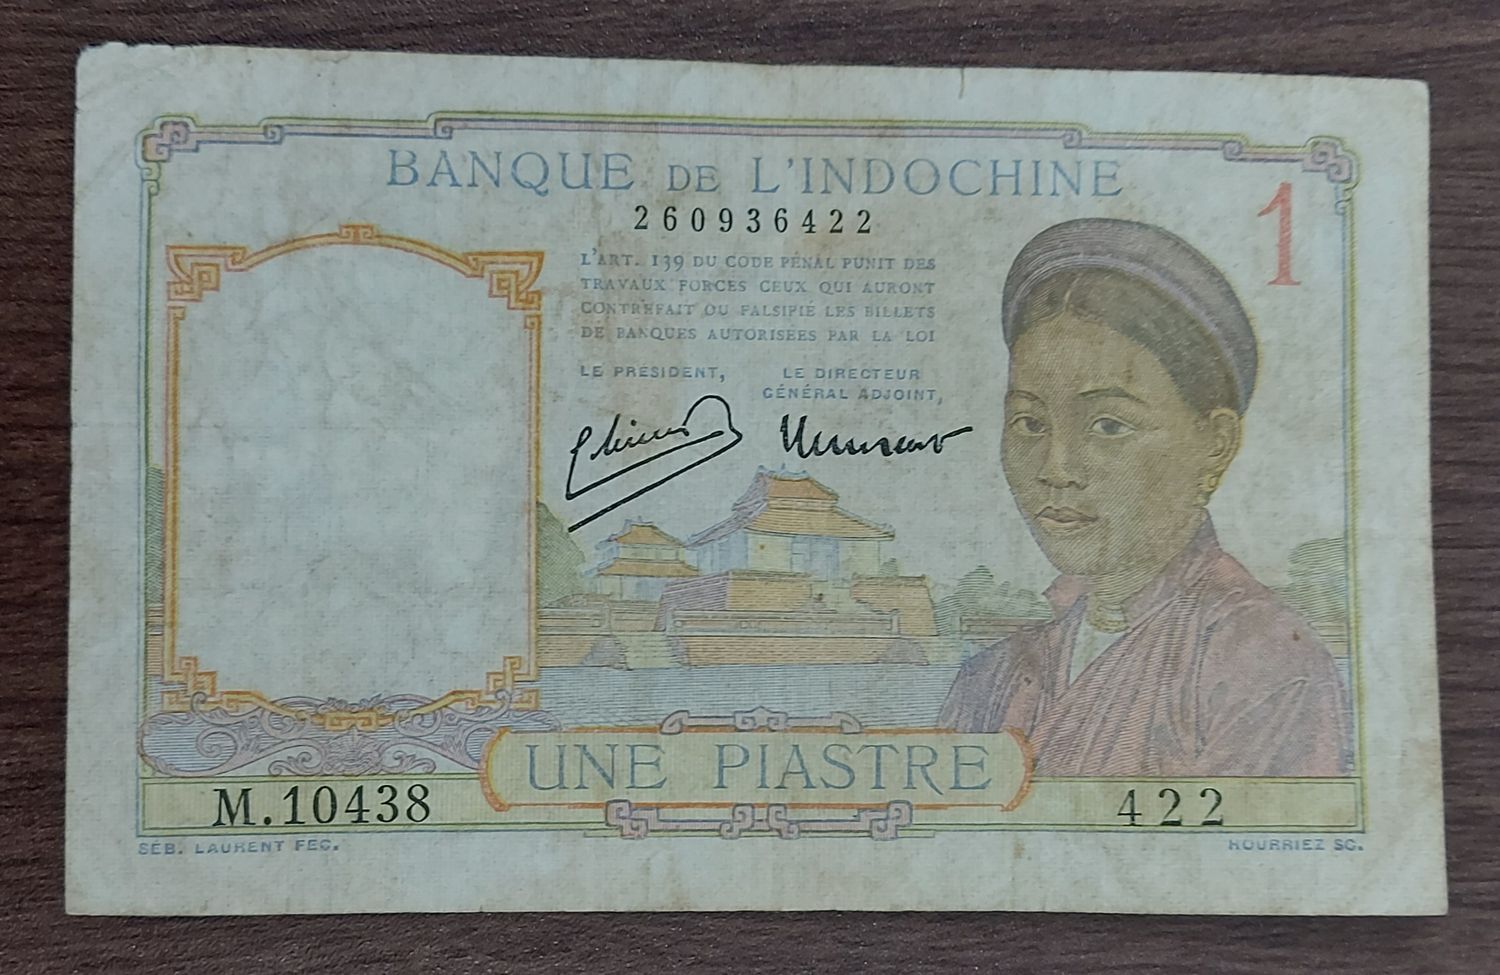 BANQUE DE L'INDOCHINE
1
260936422
L'ART. 139 DU CODE PÉNAL PUNIT DES
TRAVAUX FORCÉS CEUX QUI AURONT
CONTREFAIT OU FALSIFIÉ LES BILLETS
DE BANQUES AUTORISÉES PAR LA LOI
LE PRÉSIDENT,
LE DIRECTEUR
GÉNÉRAL ADJOINT,
UNE PIASTRE
M.10438
422
SÉB. LAURENT FEC.
HOURRIEZ SC.